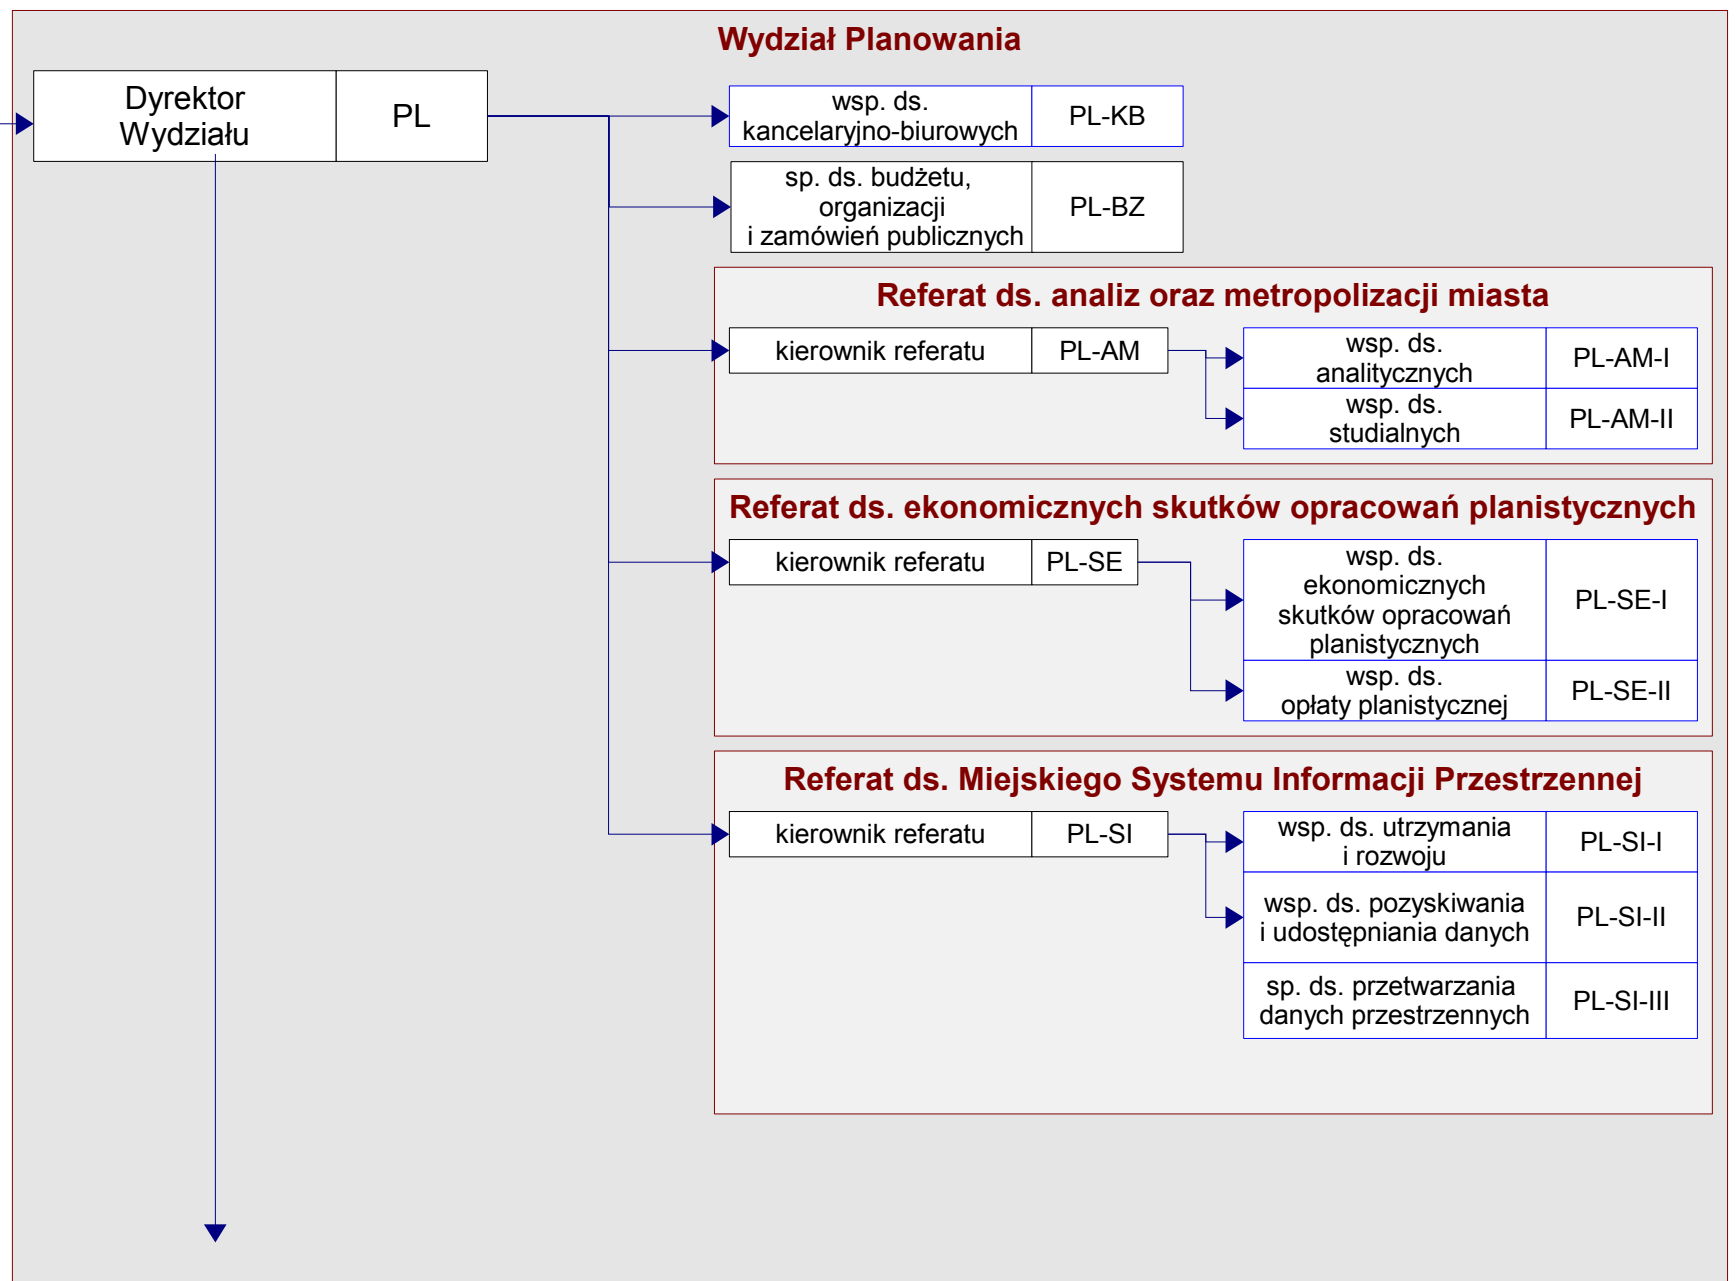 Wydział Planowania
Dyrektor
Wydziału
PL
wsp. ds.
kancelaryjno-biurowych
PL-KB
sp. ds. budżetu,
organizacji
i zamówień publicznych
PL-BZ
Referat ds. analiz oraz metropolizacji miasta
kierownik referatu
PL-AM
wsp. ds.
analitycznych
PL-AM-I
wsp. ds.
studialnych
PL-AM-II
Referat ds. ekonomicznych skutków opracowań planistycznych
kierownik referatu
PL-SE
wsp. ds.
ekonomicznych
skutków opracowań
planistycznych
PL-SE-I
wsp. ds.
opłaty planistycznej
PL-SE-II
Referat ds. Miejskiego Systemu Informacji Przestrzennej
kierownik referatu
PL-SI
wsp. ds. utrzymania
i rozwoju
PL-SI-I
wsp. ds. pozyskiwania
i udostępniania danych
PL-SI-II
sp. ds. przetwarzania
danych przestrzennych
PL-SI-III